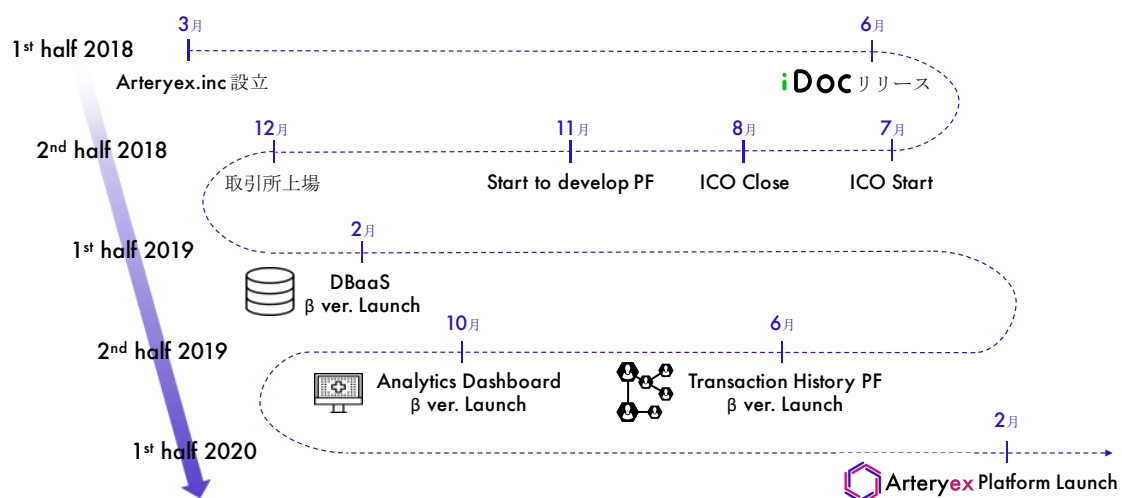 3月
6月
1st half 2018
Arteryex.inc 設立
iDoc リリース
12月
11月
8月
7月
2nd half 2018
取引所上場
Start to develop PF
ICO Close
ICO Start
2月
1st half 2019
DBaaS
β ver. Launch
10月
6月
2nd half 2019
Analytics Dashboard
β ver. Launch
Transaction History PF
β ver. Launch
2月
1st half 2020
Arteryex Platform Launch